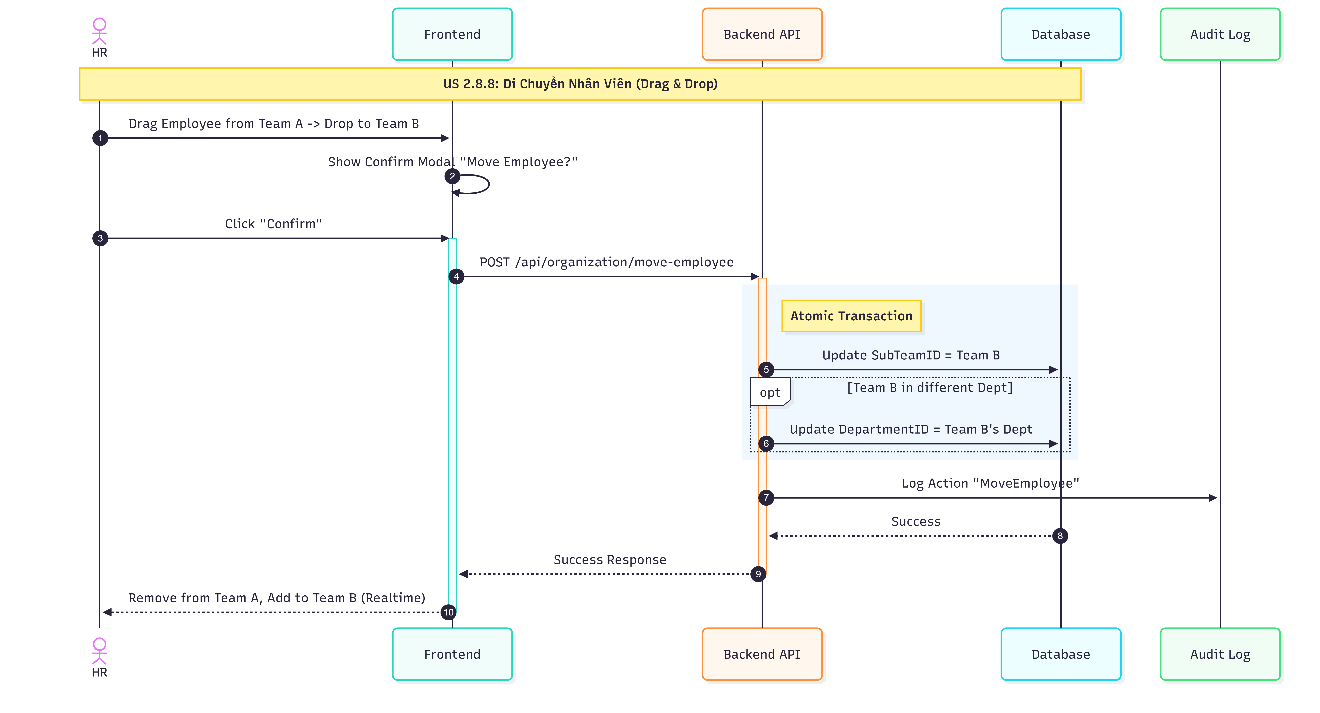 HR
Frontend
Backend API
Database
Audit Log
US 2.8.8: Di Chuyển Nhân Viên (Drag & Drop)
1
Drag Employee from Team A -> Drop to Team B
Show Confirm Modal "Move Employee?"
2
Click "Confirm"
3
POST /api/organization/move-employee
4
Atomic Transaction
Update SubTeamID = Team B
5
opt
[Team B in different Dept]
Update DepartmentID = Team B's Dept
6
Log Action "MoveEmployee"
7
Success
8
Success Response
9
Remove from Team A, Add to Team B (Realtime)
10
HR
Frontend
Backend API
Database
Audit Log